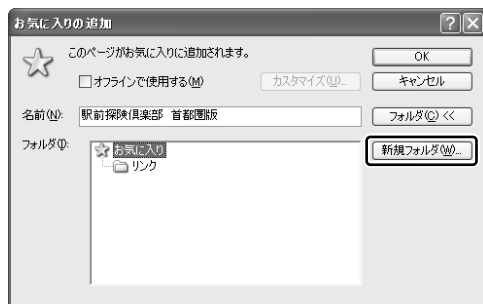 お気に入りの追加
このページがお気に入りに追加されます。
OK
オフラインで使用する(M)
カスタマイズ(U)...
キャンセル
名前(N):
駅前探険倶楽部 首都圏版
フォルダ(C) <<
フォルダ(I):
お気に入り
新規フォルダ(W)...
リンク